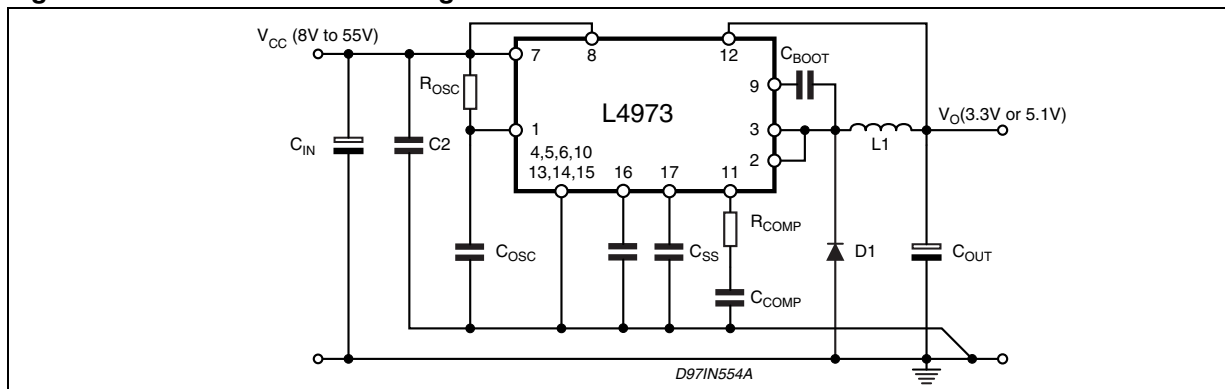 V_CC (8V to 55V)
7
8
12
C_BOOT
9
R_OSC
L4973
3
V_O(3.3V or 5.1V)
C_IN
C2
1
4,5,6,10
13,14,15
16
17
11
2
L1
R_COMP
C_OSC
C_SS
D1
C_OUT
C_COMP
D97IN554A